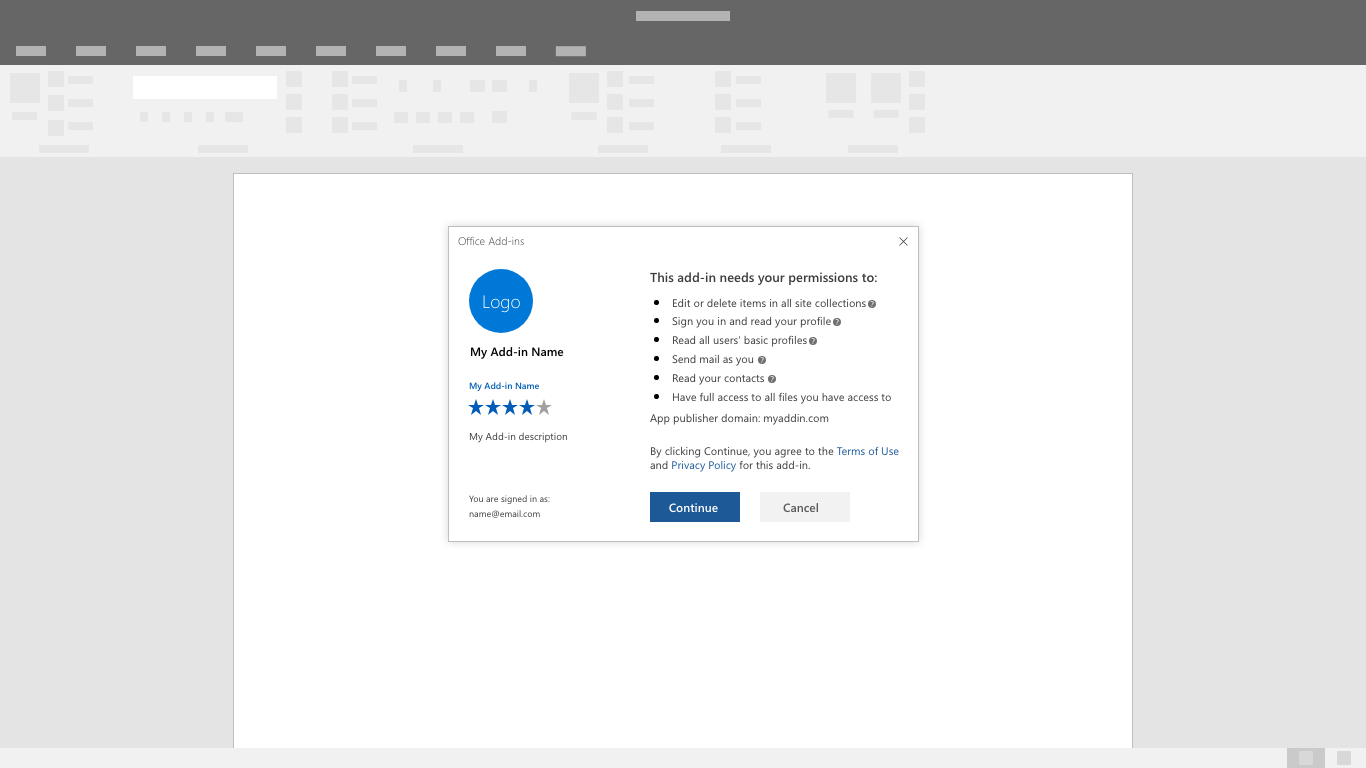 Office Add-ins
Logo
My Add-in Name
My Add-in Name
My Add-in description
You are signed in as:
name@email.com
This add-in needs your permissions to:
Edit or delete items in all site collections
Sign you in and read your profile
Read all users' basic profiles
Send mail as you
Read your contacts
Have full access to all files you have access to
App publisher domain: myaddin.com
By clicking Continue, you agree to the Terms of Use
and Privacy Policy for this add-in.
Continue
Cancel